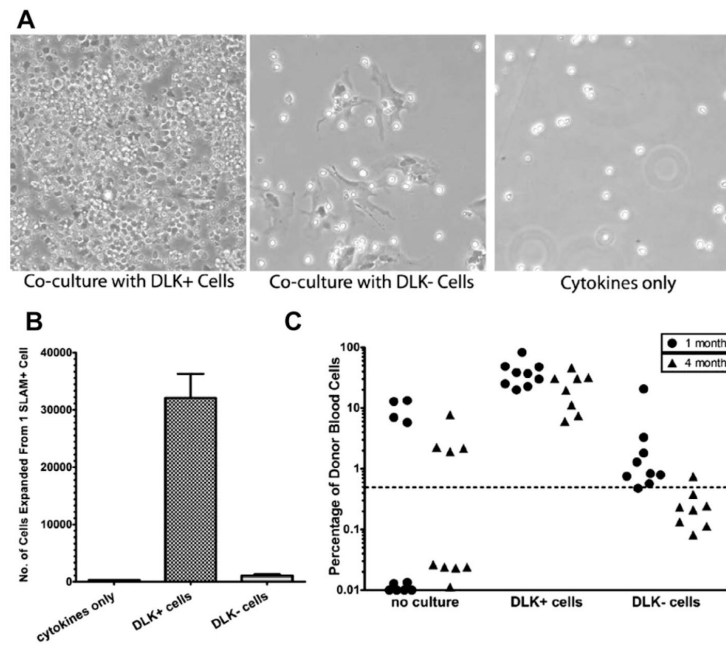 A
Co-culture with DLK+ Cells
Co-culture with DLK- Cells
Cytokines only
B
No. of Cells Expanded From 1 SLAM+ Cell
40000
30000
20000
10000
0
cytokines only
DLK+ cells
DLK- cells
C
1 month
4 month
Percentage of Donor Blood Cells
100
10
1
0.1
0.01
no culture
DLK+ cells
DLK- cells